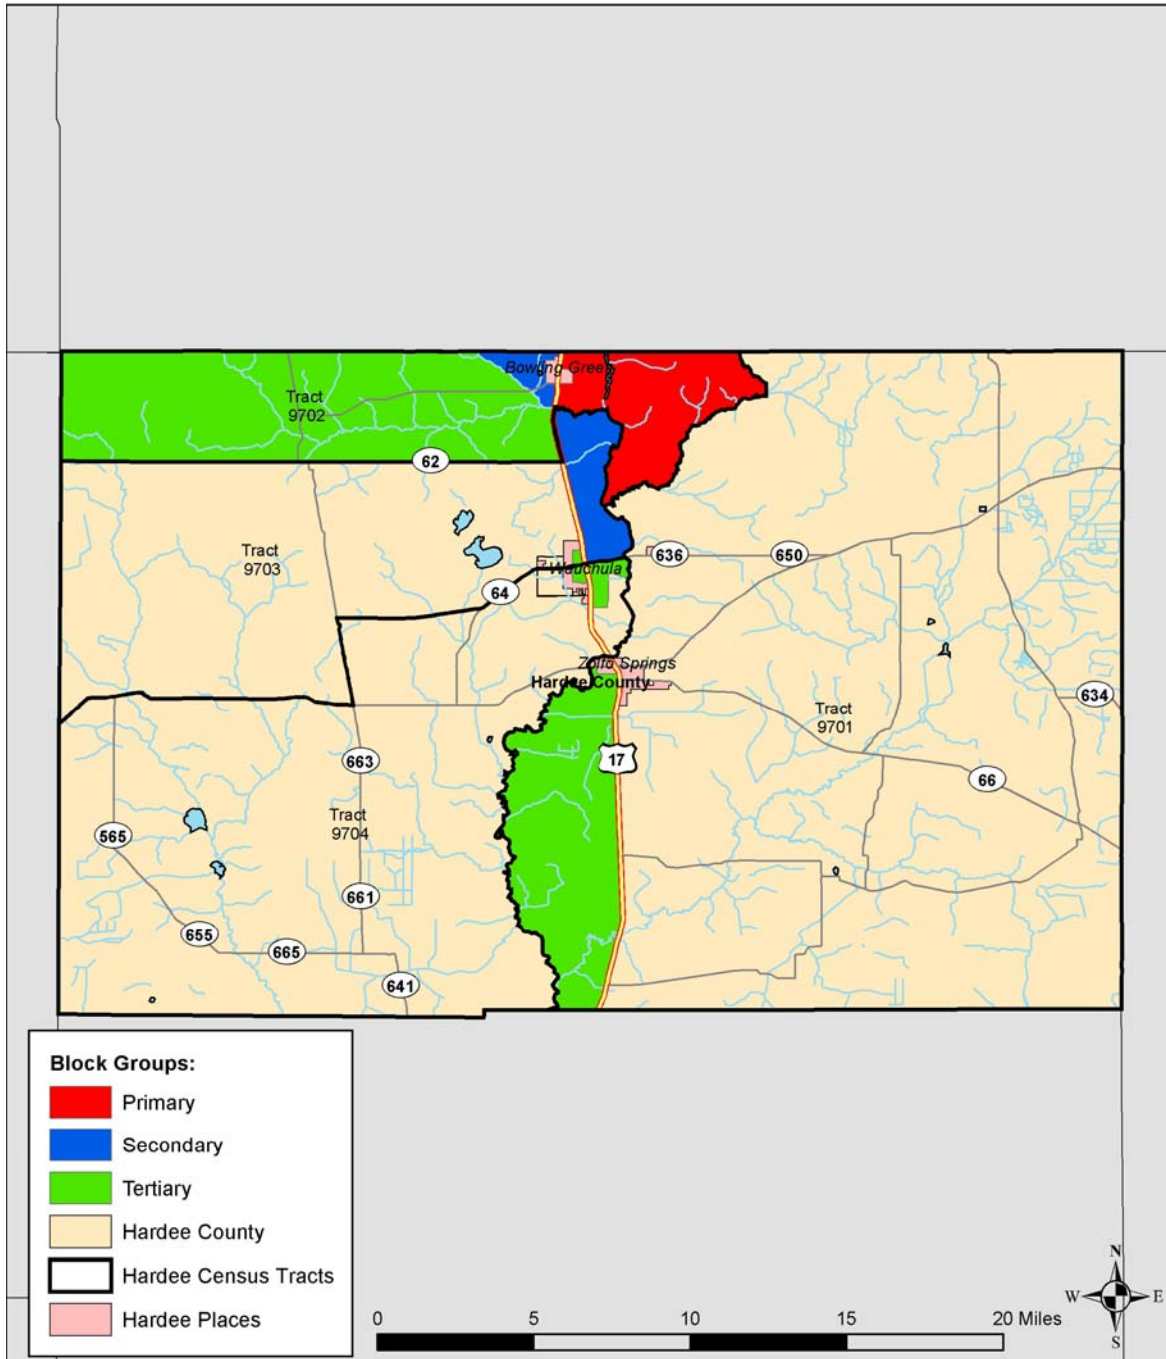 Bowling Green
Tract
9702
62
Tract
9703
Wauchula
636
650
64
Zolfo Springs
Hardee County
634
Tract
9701
17
663
66
Tract
9704
565
661
655
665
641
Block Groups:
Primary
Secondary
Tertiary
Hardee County
Hardee Census Tracts
Hardee Places
N
W
E
S
0 5 10 15 20 Miles